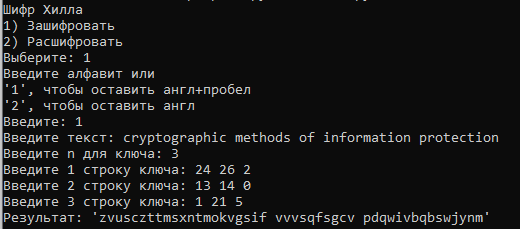 Шифр Хилла
1) Зашифровать
2) Расшифровать
Выберите: 1
Введите алфавит или
'1', чтобы оставить англ+пробел
'2', чтобы оставить англ
Введите: 1
Введите текст: cryptographic methods of information protection
Введите n для ключа: 3
Введите 1 строку ключа: 24 26 2
Введите 2 строку ключа: 13 14 0
Введите 3 строку ключа: 1 21 5
Результат: 'zvusczttmsxntmokvgsif vvvsqfsgcv pdqwivbqbswjynm'